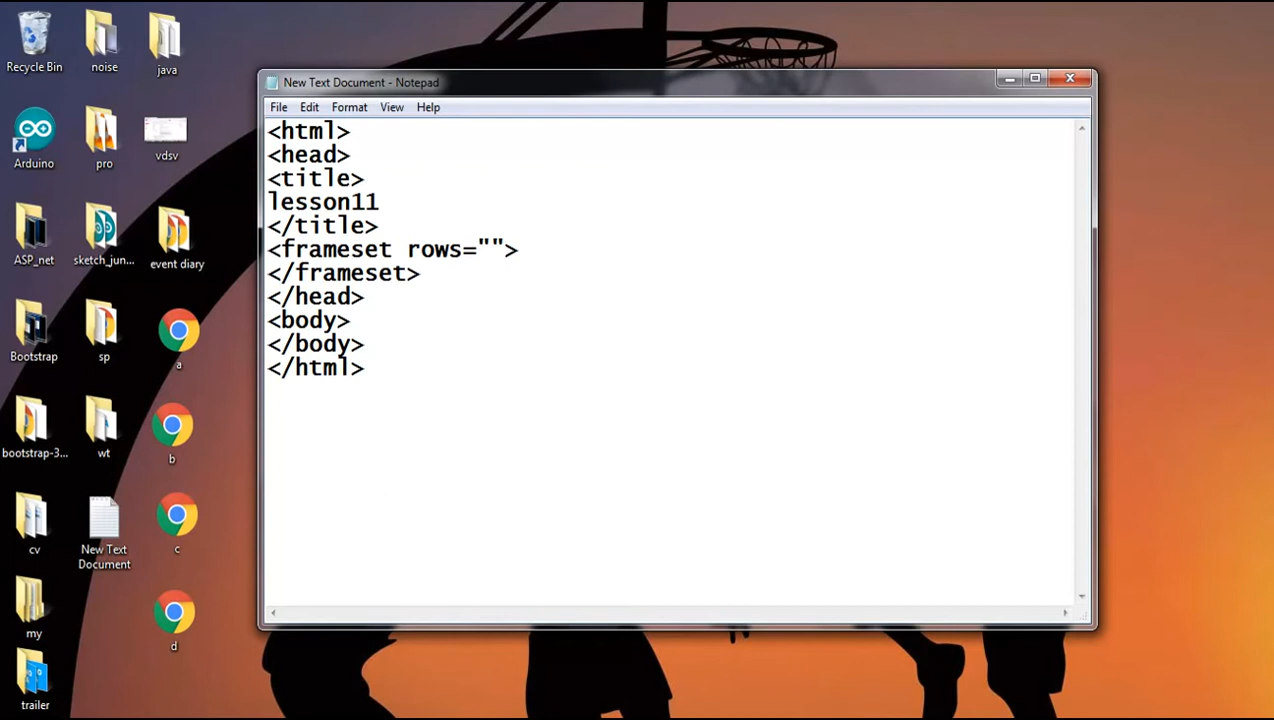 Recycle Bin
noise
java
Arduino
pro
vdsv
ASP_net
sketch_jun...
event diary
Bootstrap
sp
a
bootstrap-3...
wt
b
cv
New Text
Document
c
my
d
trailer
New Text Document - Notepad
File Edit Format View Help
<html>
<head>
<title>
lesson11
</title>
<frameset rows="">
</frameset>
</head>
<body>
</body>
</html>